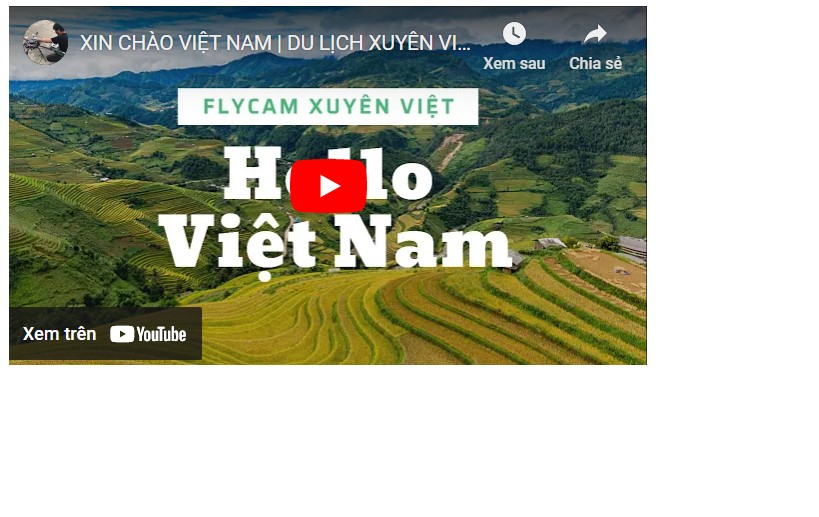 XIN CHÀO VIỆT NAM | DU LỊCH XUYÊN VI...
Xem sau
Chia sẻ
FLYCAM XUYÊN VIỆT
Hello
Việt Nam
Xem trên YouTube